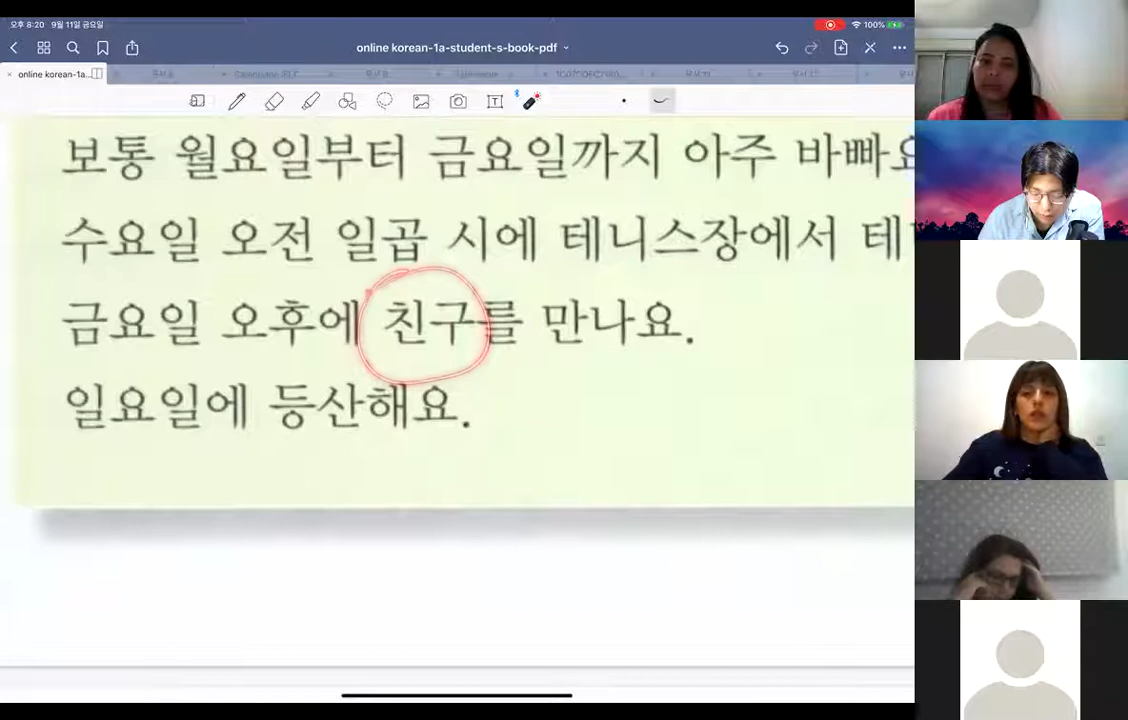 오후 8:20 9월 11일 금요일
100%
online korean-1a-student-s-book-pdf
online korean-1a...
보통 월요일부터 금요일까지 아주 바빠요
수요일 오전 일곱 시에 테니스장에서 테
금요일 오후에 친구를 만나요.
일요일에 등산해요.